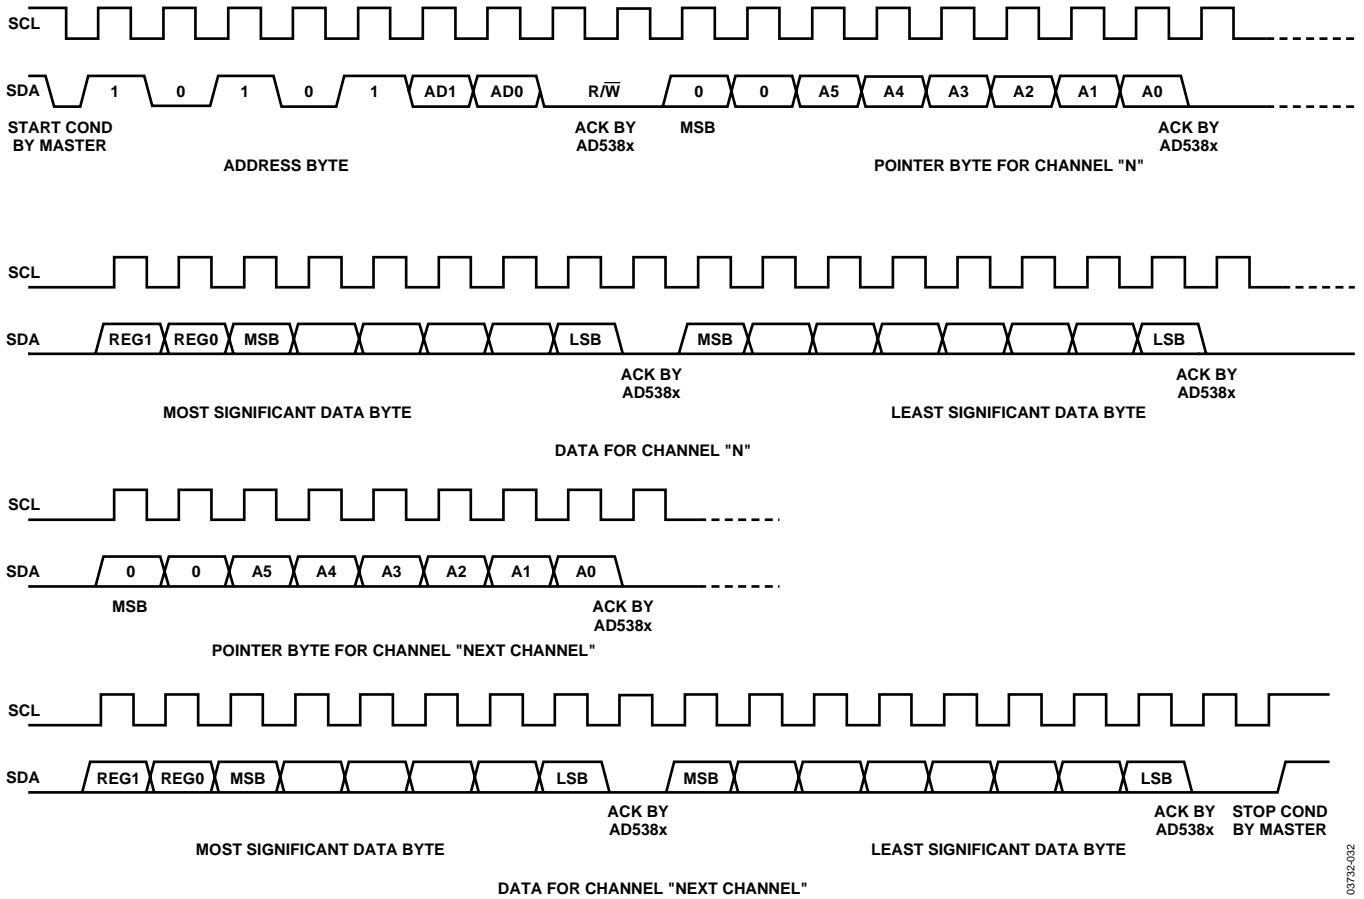 SCL
SDA 1 0 1 0 1 AD1 AD0 R/W̅ 0 0 A5 A4 A3 A2 A1 A0
START COND BY MASTER
ACK BY AD538x
MSB
ACK BY AD538x
ADDRESS BYTE
POINTER BYTE FOR CHANNEL "N"
SCL
SDA REG1 REG0 MSB LSB MSB LSB
ACK BY AD538x
ACK BY AD538x
MOST SIGNIFICANT DATA BYTE
LEAST SIGNIFICANT DATA BYTE
DATA FOR CHANNEL "N"
SCL
SDA 0 0 A5 A4 A3 A2 A1 A0
MSB
ACK BY AD538x
POINTER BYTE FOR CHANNEL "NEXT CHANNEL"
SCL
SDA REG1 REG0 MSB LSB MSB LSB
ACK BY AD538x
ACK BY AD538x
STOP COND BY MASTER
MOST SIGNIFICANT DATA BYTE
LEAST SIGNIFICANT DATA BYTE
DATA FOR CHANNEL "NEXT CHANNEL"
03732-032